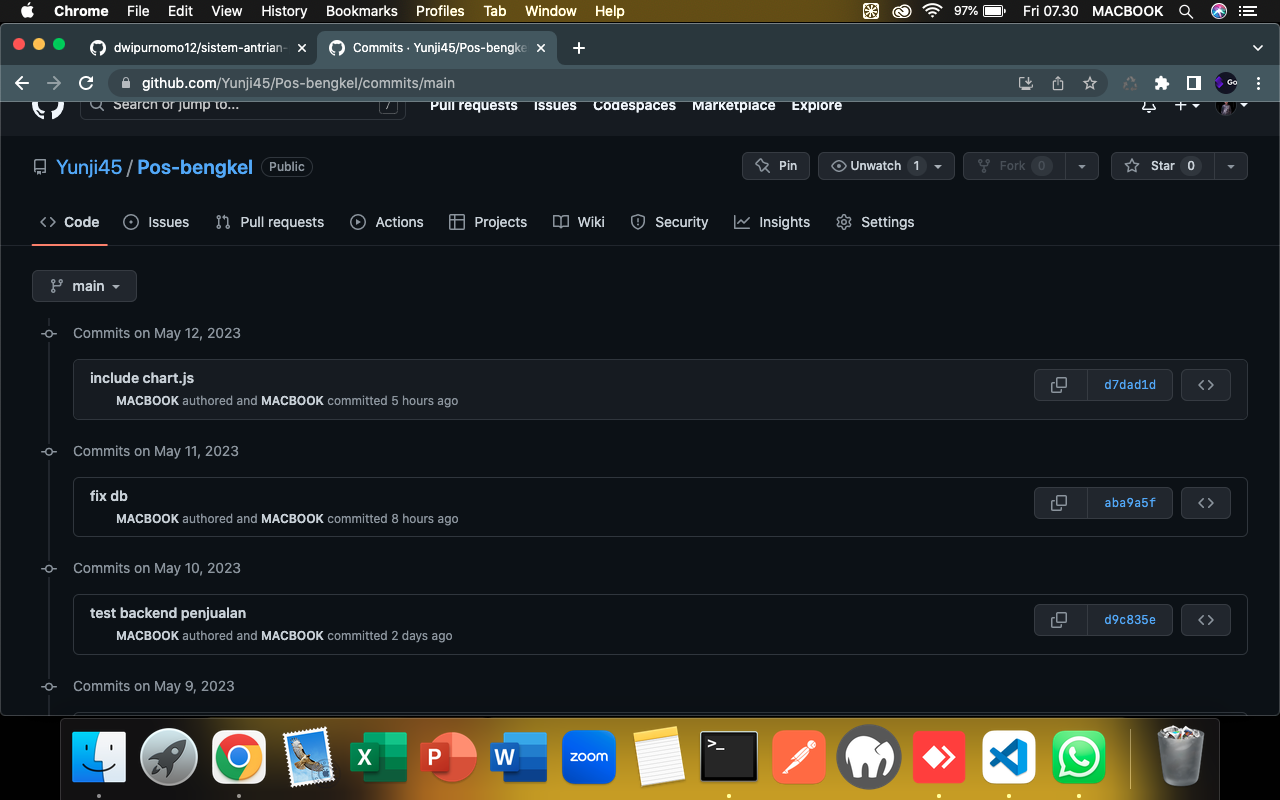 Chrome File Edit View History Bookmarks Profiles Tab Window Help 97% Fri 07.30 MACBOOK
dwipurnomo12/sistem-antrian- Commits · Yunji45/Pos-bengke
github.com/Yunji45/Pos-bengkel/commits/main
Search or jump to... / Pull requests Issues Codespaces Marketplace Explore
Yunji45 / Pos-bengkel Public Pin Unwatch 1 Fork 0 Star 0
Code Issues Pull requests Actions Projects Wiki Security Insights Settings
main
Commits on May 12, 2023
include chart.js
MACBOOK authored and MACBOOK committed 5 hours ago
d7dad1d
Commits on May 11, 2023
fix db
MACBOOK authored and MACBOOK committed 8 hours ago
aba9a5f
Commits on May 10, 2023
test backend penjualan
MACBOOK authored and MACBOOK committed 2 days ago
d9c835e
Commits on May 9, 2023
X P W zoom >_